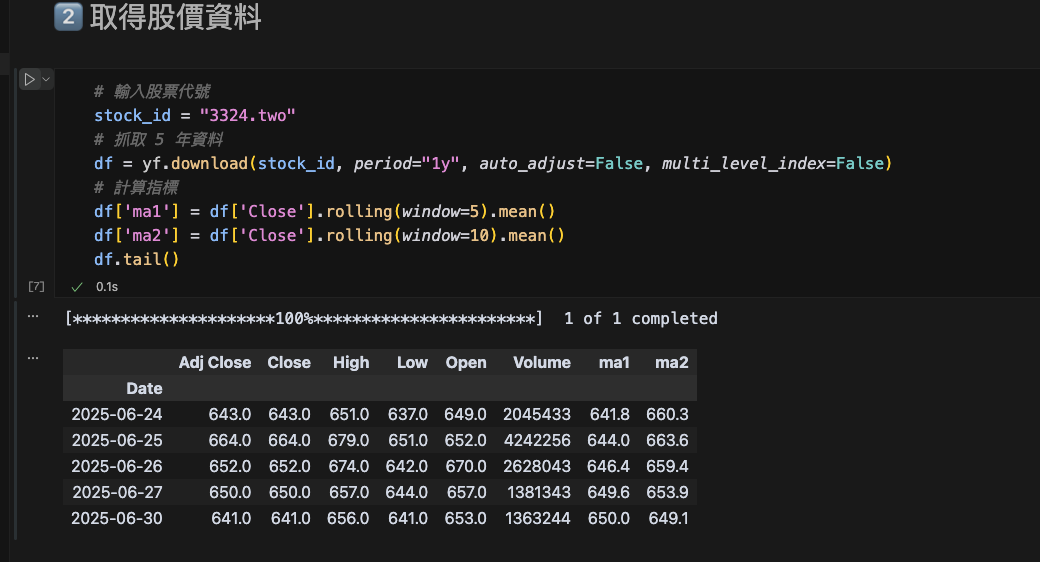 2️⃣ 取得股價資料
# 輸入股票代號
stock_id = "3324.two"
# 抓取 5 年資料
df = yf.download(stock_id, period="1y", auto_adjust=False, multi_level_index=False)
# 計算指標
df['ma1'] = df['Close'].rolling(window=5).mean()
df['ma2'] = df['Close'].rolling(window=10).mean()
df.tail()
[7] ✓ 0.1s
... [*********************100%***********************] 1 of 1 completed
...
Adj Close Close High Low Open Volume ma1 ma2
Date
2025-06-24 643.0 643.0 651.0 637.0 649.0 2045433 641.8 660.3
2025-06-25 664.0 664.0 679.0 651.0 652.0 4242256 644.0 663.6
2025-06-26 652.0 652.0 674.0 642.0 670.0 2628043 646.4 659.4
2025-06-27 650.0 650.0 657.0 644.0 657.0 1381343 649.6 653.9
2025-06-30 641.0 641.0 656.0 641.0 653.0 1363244 650.0 649.1